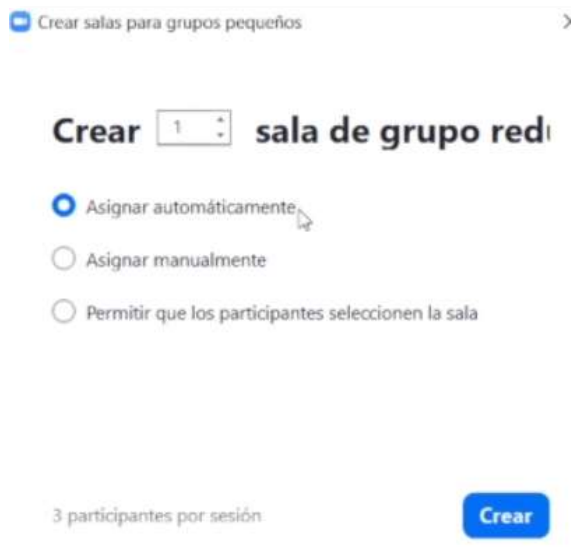 Crear salas para grupos pequeños
Crear 1 sala de grupo redu
Asignar automáticamente
Asignar manualmente
Permitir que los participantes seleccionen la sala
3 participantes por sesión
Crear